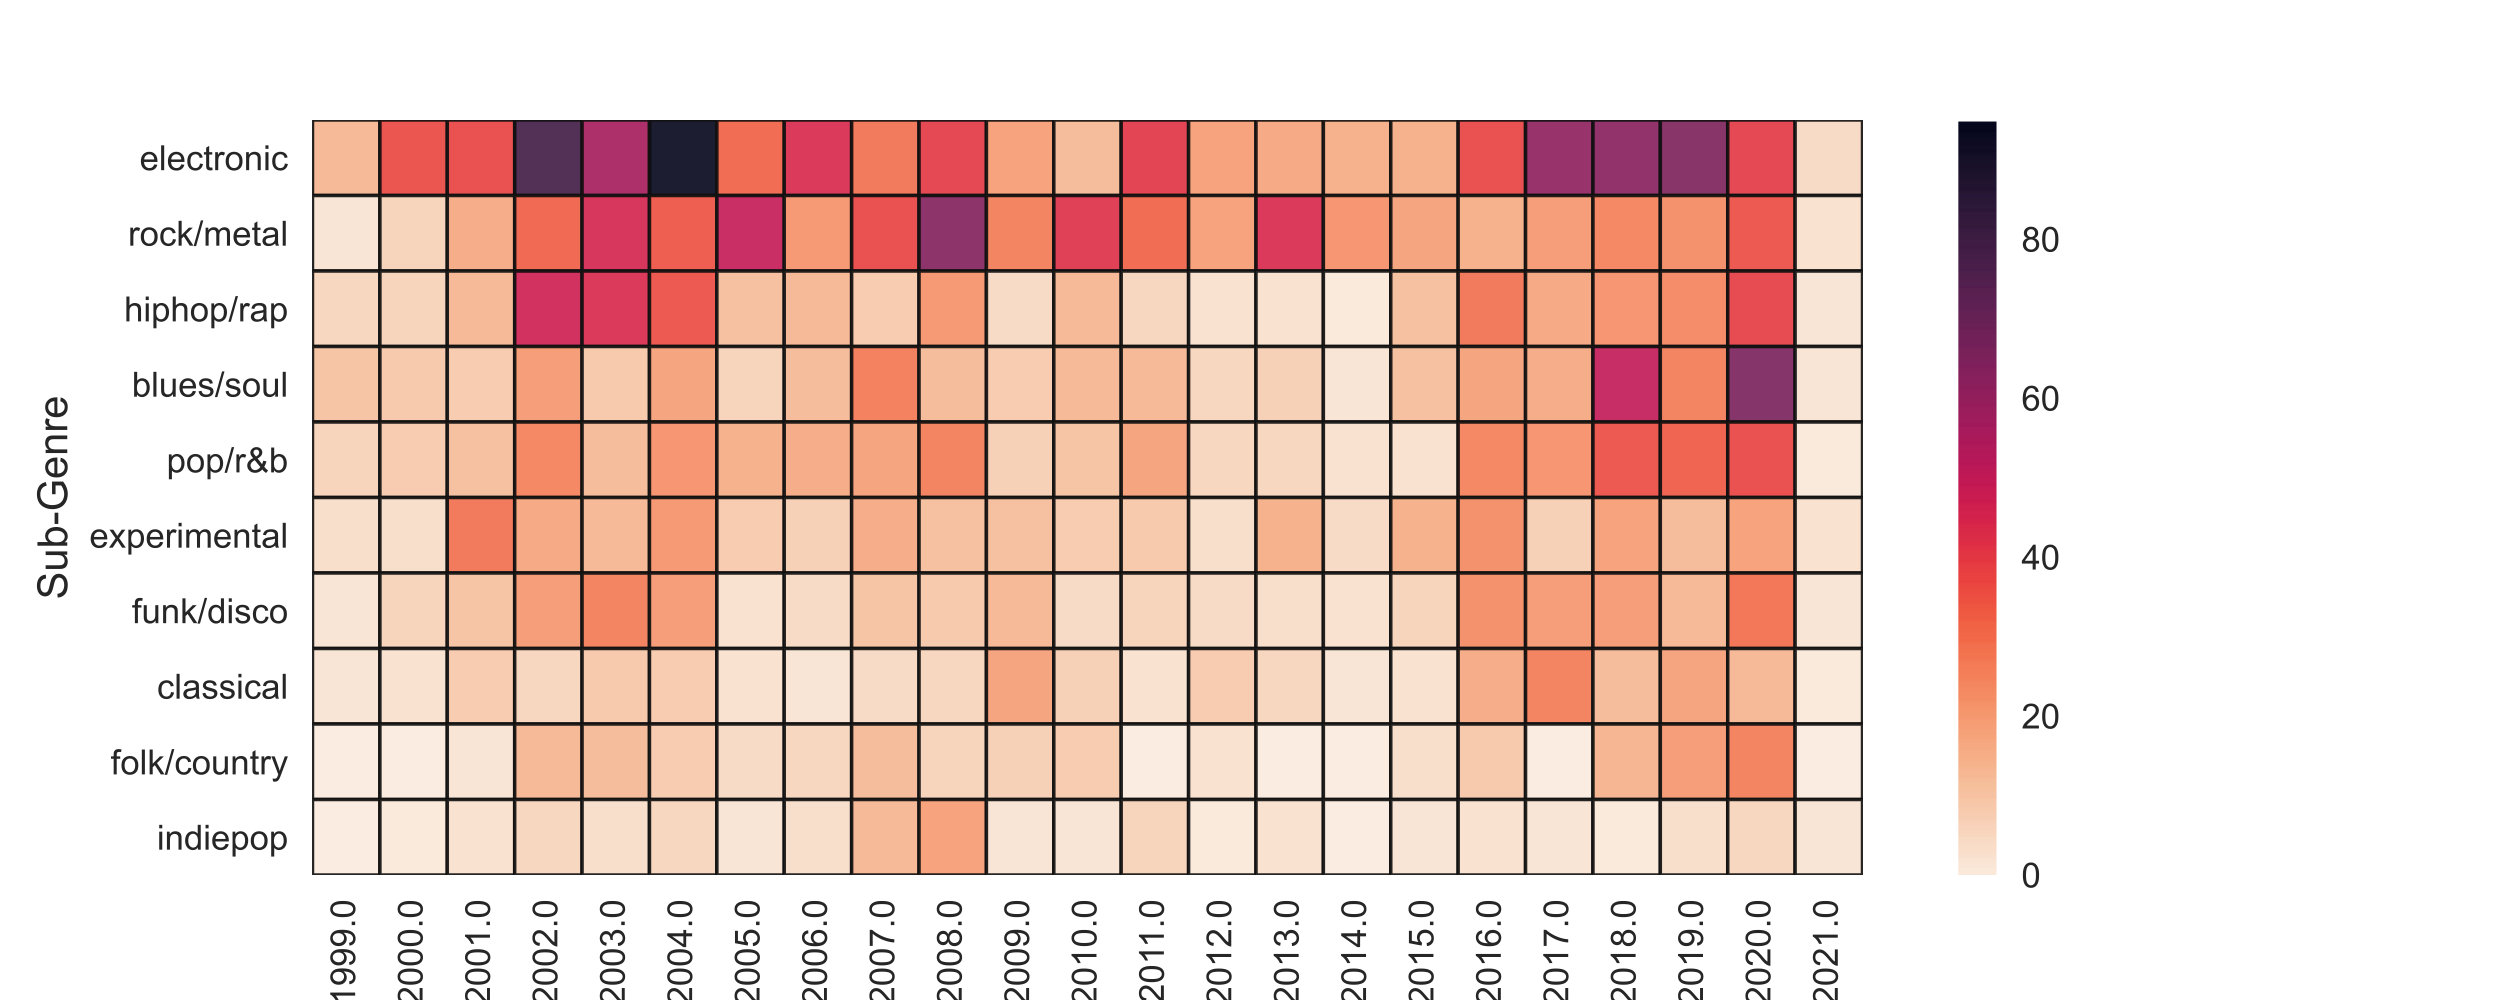 electronic
rock/metal
hiphop/rap
blues/soul
pop/r&b
experimental
funk/disco
classical
folk/country
indiepop
Sub-Genre
1999.0
2000.0
2001.0
2002.0
2003.0
2004.0
2005.0
2006.0
2007.0
2008.0
2009.0
2010.0
2011.0
2012.0
2013.0
2014.0
2015.0
2016.0
2017.0
2018.0
2019.0
2020.0
2021.0
80
60
40
20
0